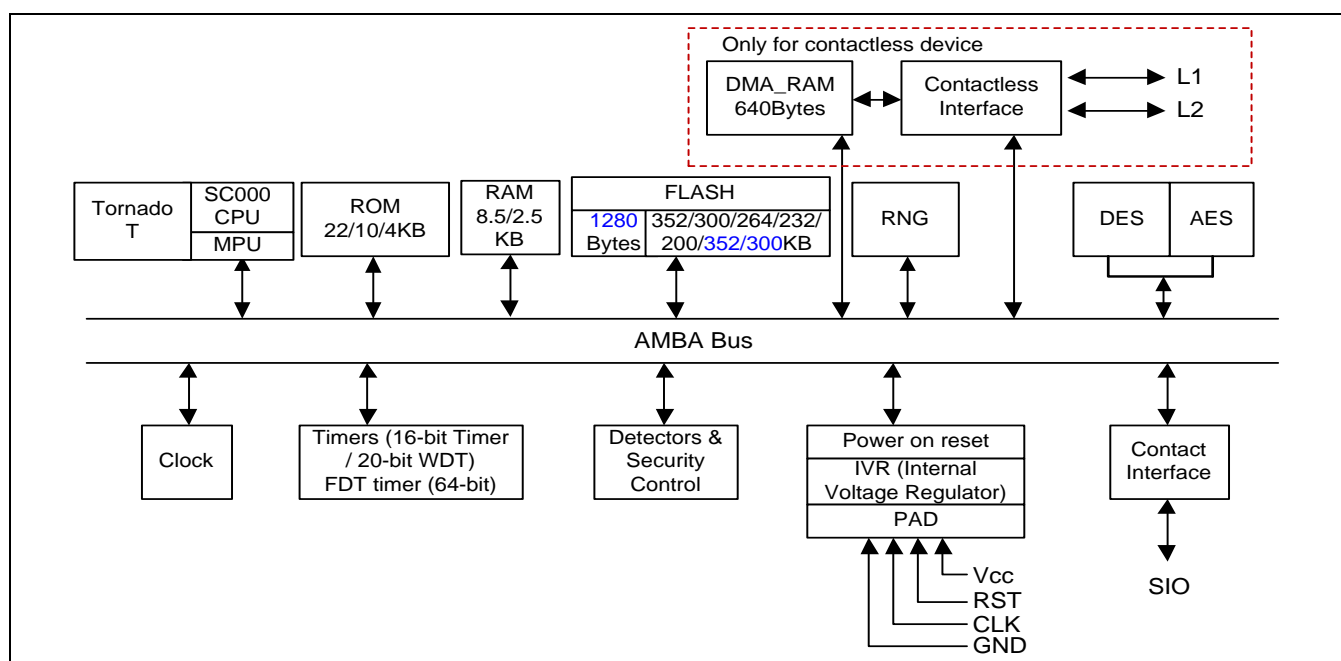 Only for contactless device
DMA_RAM
640Bytes
Contactless
Interface
L1
L2
Tornado
T
SC000
CPU
MPU
ROM
22/10/4KB
RAM
8.5/2.5
KB
FLASH
1280
Bytes
352/300/264/232/
200/352/300KB
RNG
DES
AES
AMBA Bus
Clock
Timers (16-bit Timer
/ 20-bit WDT)
FDT timer (64-bit)
Detectors &
Security
Control
Power on reset
IVR (Internal
Voltage Regulator)
PAD
Vcc
RST
CLK
GND
Contact
Interface
SIO